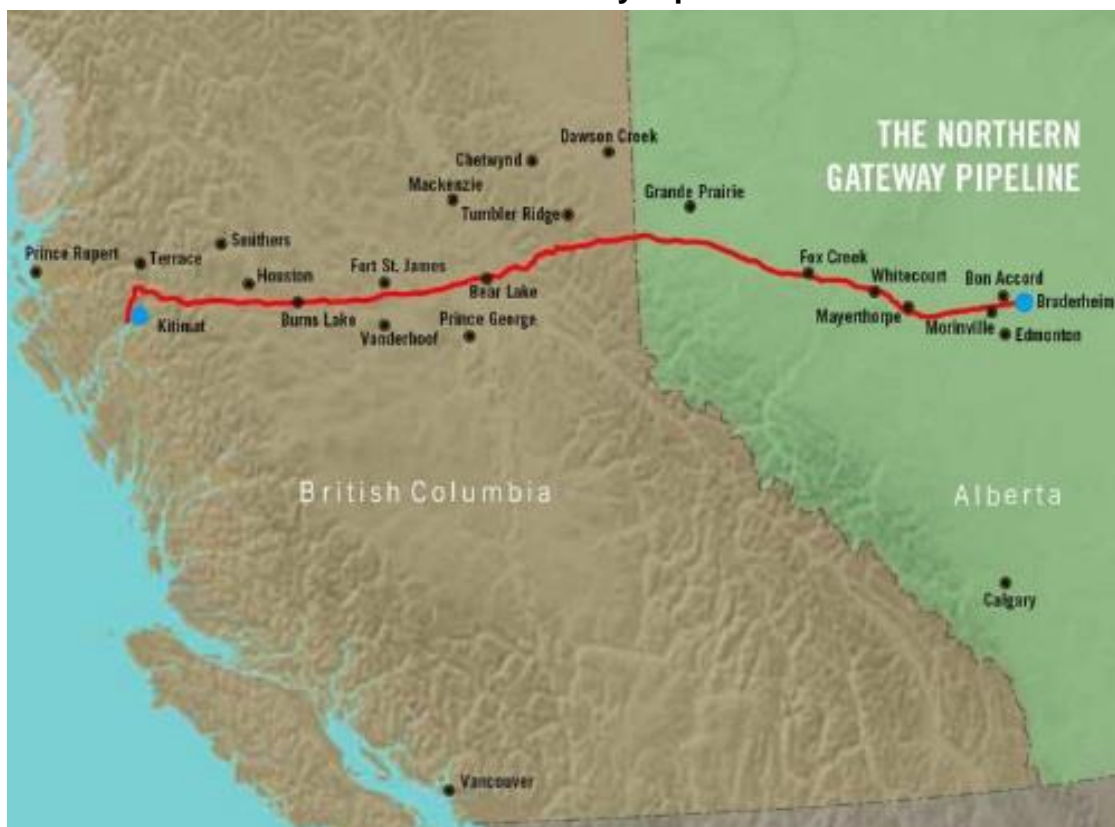 Dawson Creek
THE NORTHERN
GATEWAY PIPELINE
Chetwynd
Mackenzie
Grande Prairie
Tumbler Ridge
Smithers
Prince Rupert
Terrace
Houston
Fort St. James
Fox Creek
Whitecourt
Bon Accord
Bear Lake
Bruderheim
Kitimat
Burns Lake
Prince George
Mayerthorpe
Morinville
Vanderhoof
Edmonton
British Columbia
Alberta
Calgary
Vancouver